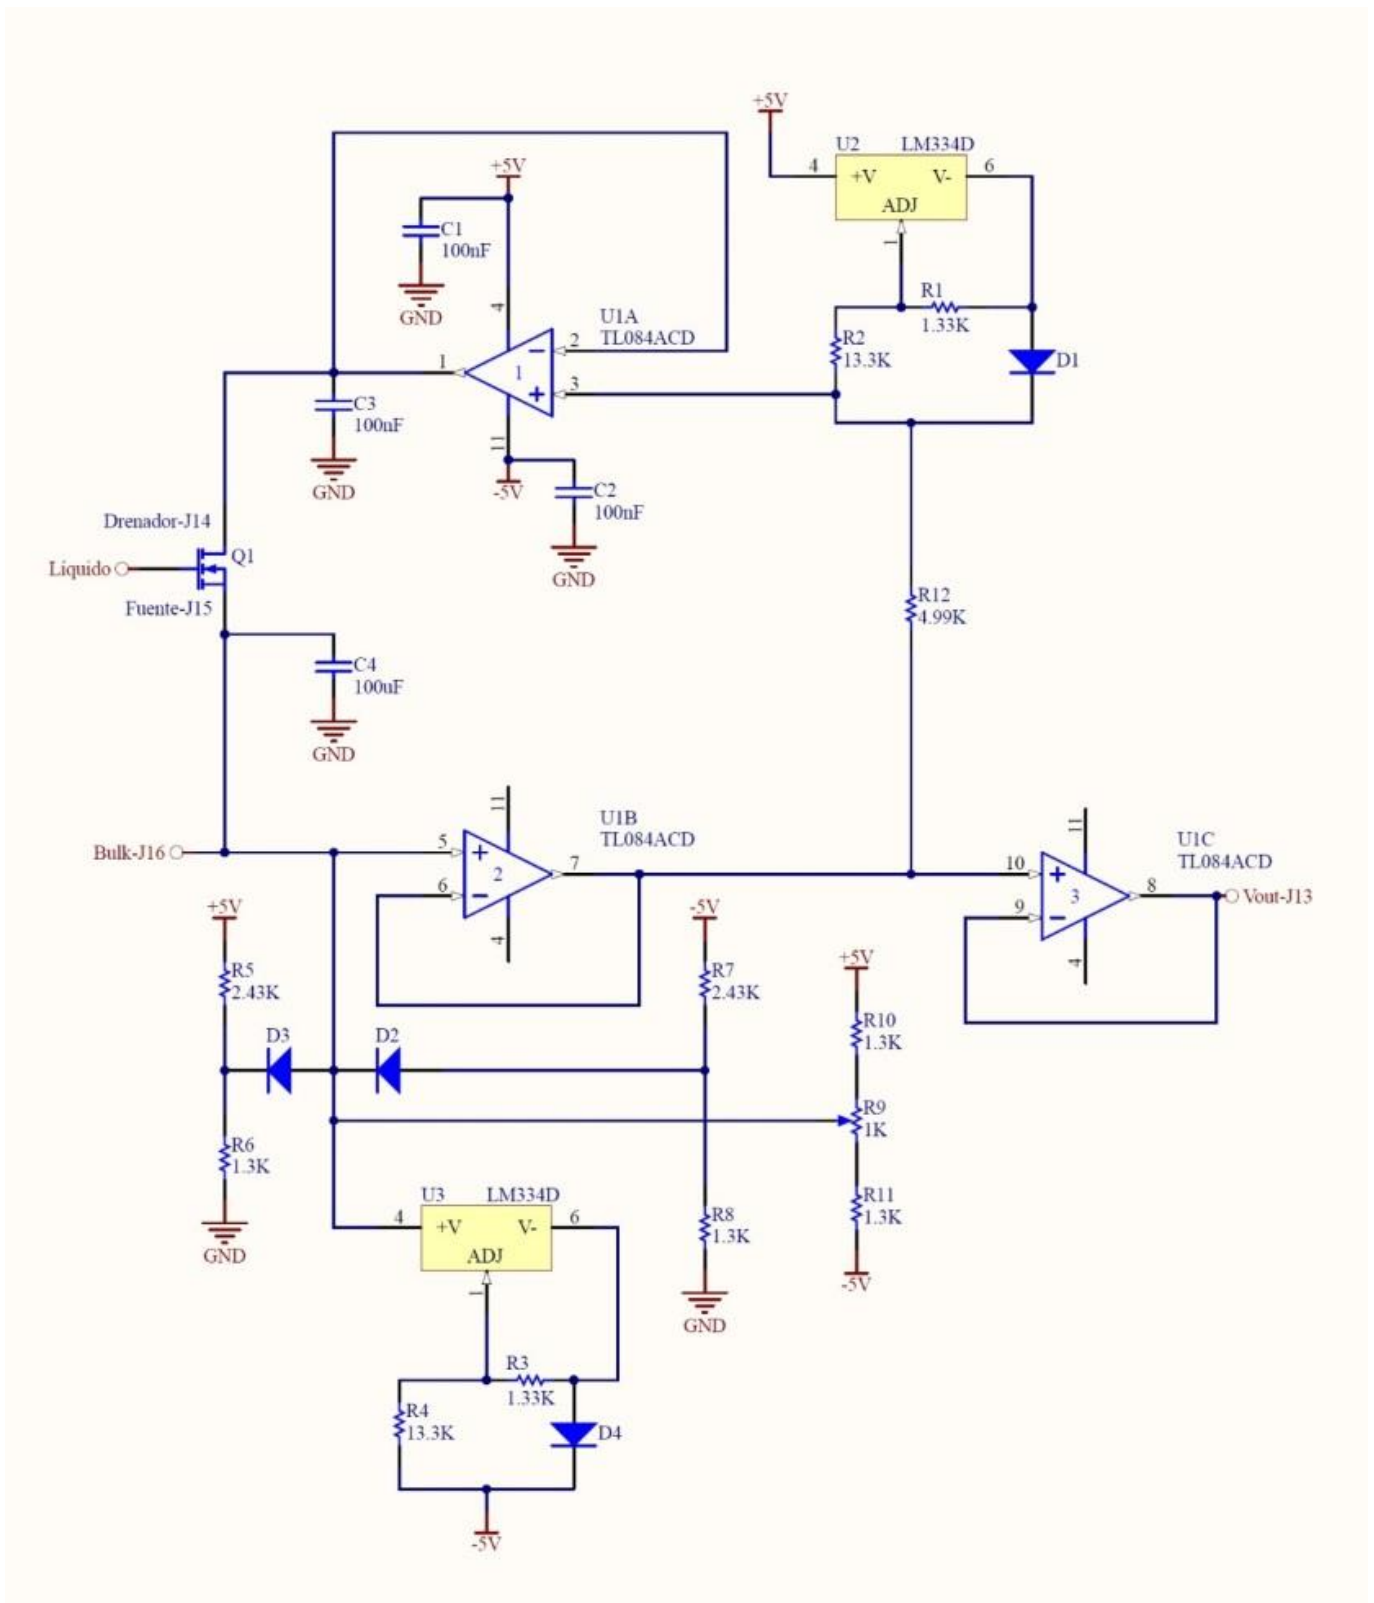 +5V
U2
LM334D
4
+V
V-
6
ADJ
1
+5V
C1
100nF
GND
4
R1
1.33K
R2
13.3K
D1
U1A
TL084ACD
2
3
1
1
C3
100nF
GND
11
-5V
C2
100nF
GND
Drenador-J14
Líquido
Q1
Fuente-J15
R12
4.99K
C4
100uF
GND
11
U1B
TL084ACD
Bulk-J16
5
6
2
7
4
11
U1C
TL084ACD
10
9
3
8
Vout-J13
4
+5V
-5V
R5
2.43K
R7
2.43K
+5V
R10
1.3K
D3
D2
R9
1K
R6
1.3K
GND
R11
1.3K
-5V
U3
LM334D
4
+V
V-
6
ADJ
1
R8
1.3K
GND
R3
1.33K
R4
13.3K
D4
-5V